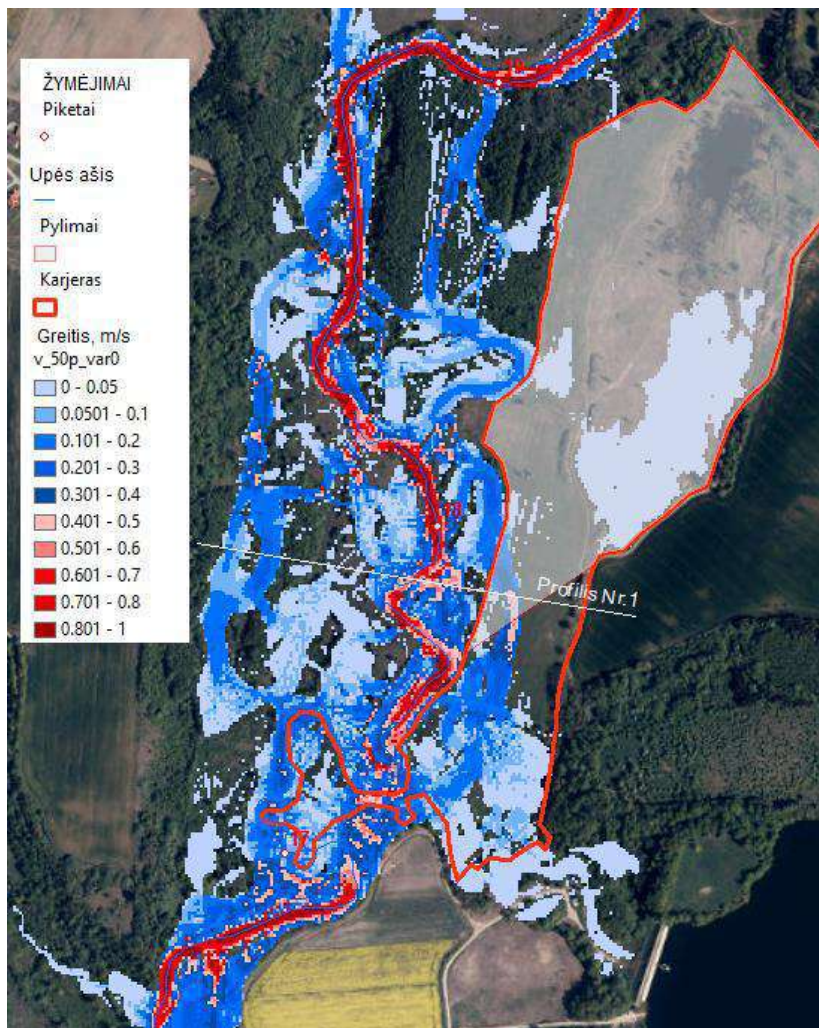 ŽYMĖJIMAI
Piketai
Upės ašis
Pylimai
Karjeras
Greitis, m/s
v_50p_var0
0 - 0.05
0.0501 - 0.1
0.101 - 0.2
0.201 - 0.3
0.301 - 0.4
0.401 - 0.5
0.501 - 0.6
0.601 - 0.7
0.701 - 0.8
0.801 - 1
Profilis Nr.1